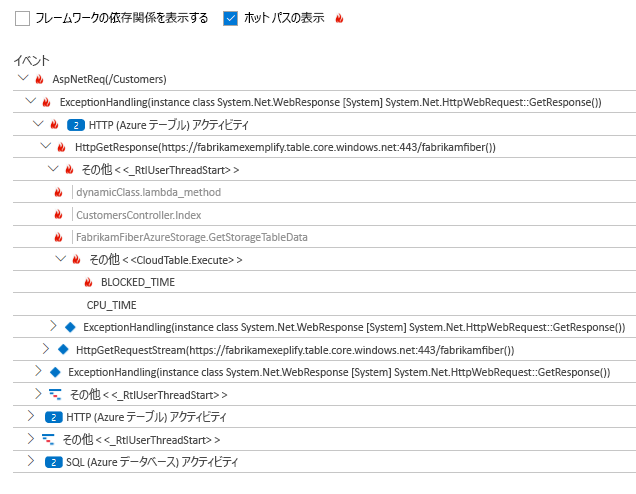 フレームワークの依存関係を表示する ホット パスの表示
イベント
AspNetReq(/Customers)
ExceptionHandling(instance class System.Net.WebResponse [System] System.Net.HttpWebRequest::GetResponse())
2 HTTP (Azure テーブル) アクティビティ
HttpGetResponse(https://fabrikamexemplify.table.core.windows.net:443/fabrikamfiber())
その他 < <_RtlUserThreadStart> >
dynamicClass.lambda_method
CustomersController.Index
FabrikamFiberAzureStorage.GetStorageTableData
その他 < <CloudTable.Execute> >
BLOCKED_TIME
CPU_TIME
ExceptionHandling(instance class System.Net.WebResponse [System] System.Net.HttpWebRequest::GetResponse())
HttpGetRequestStream(https://fabrikamexeplify.table.core.windows.net:443/fabrikamfiber())
ExceptionHandling(instance class System.Net.WebResponse [System] System.Net.HttpWebRequest::GetResponse())
その他 < <_RtlUserThreadStart> >
2 HTTP (Azure テーブル) アクティビティ
その他 < <_RtlUserThreadStart> >
2 SQL (Azure データベース) アクティビティ